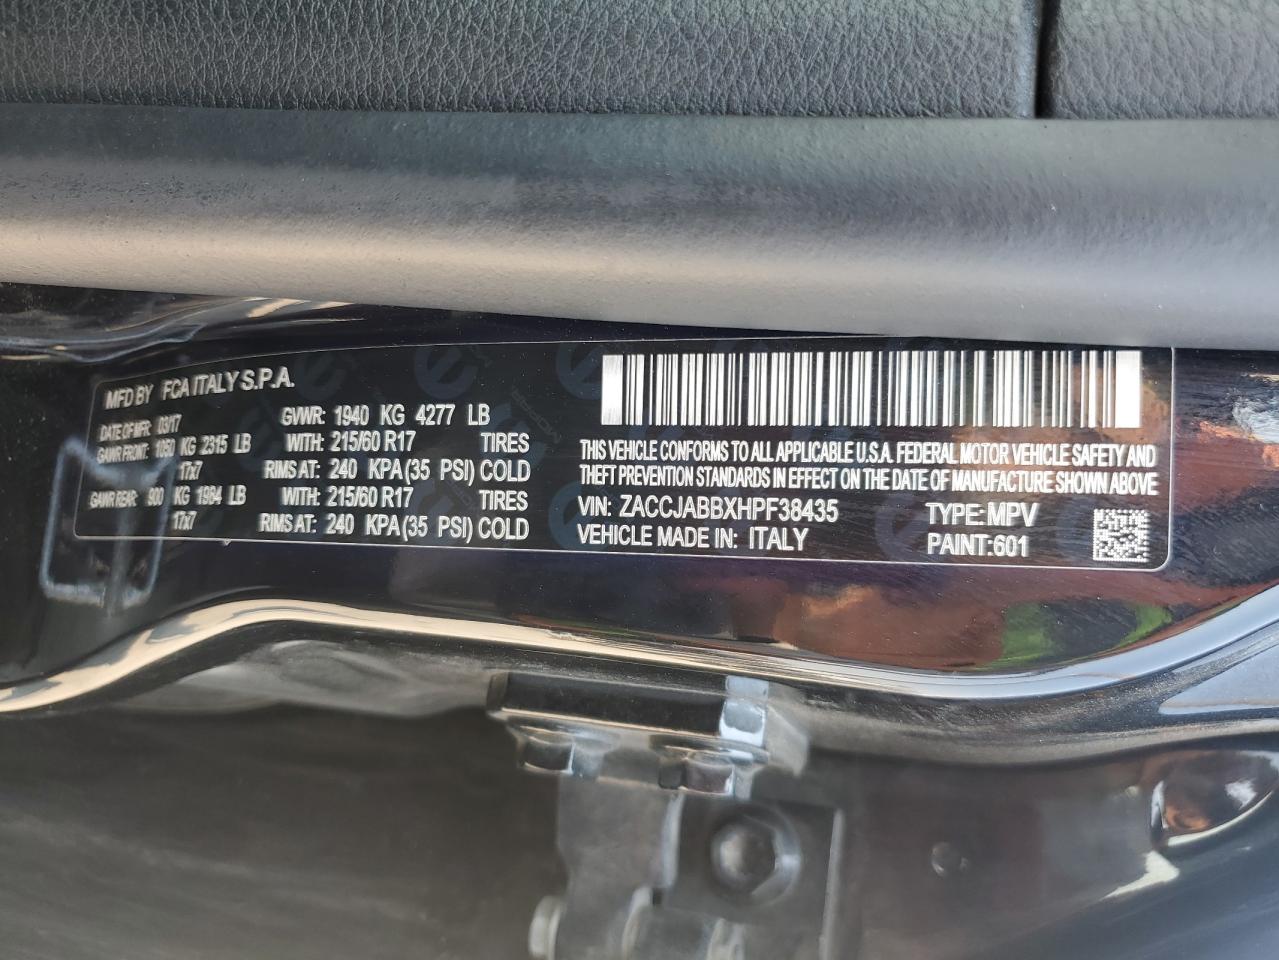 MFD BY FCA ITALY S.P.A.
DATE OF MFR 03/17 GVWR: 1940 KG 4277 LB
GAWR FRONT: 1050 KG 2315 LB WITH: 215/60 R17 TIRES
17x7 RIMS AT: 240 KPA(35 PSI) COLD
GAWR REAR: 900 KG 1984 LB WITH: 215/60 R17 TIRES
17x7 RIMS AT: 240 KPA(35 PSI) COLD
THIS VEHICLE CONFORMS TO ALL APPLICABLE U.S.A. FEDERAL MOTOR VEHICLE SAFETY AND
THEFT PREVENTION STANDARDS IN EFFECT ON THE DATE OF MANUFACTURE SHOWN ABOVE
VIN: ZACCJABBXHPF38435 TYPE:MPV
VEHICLE MADE IN: ITALY PAINT:601